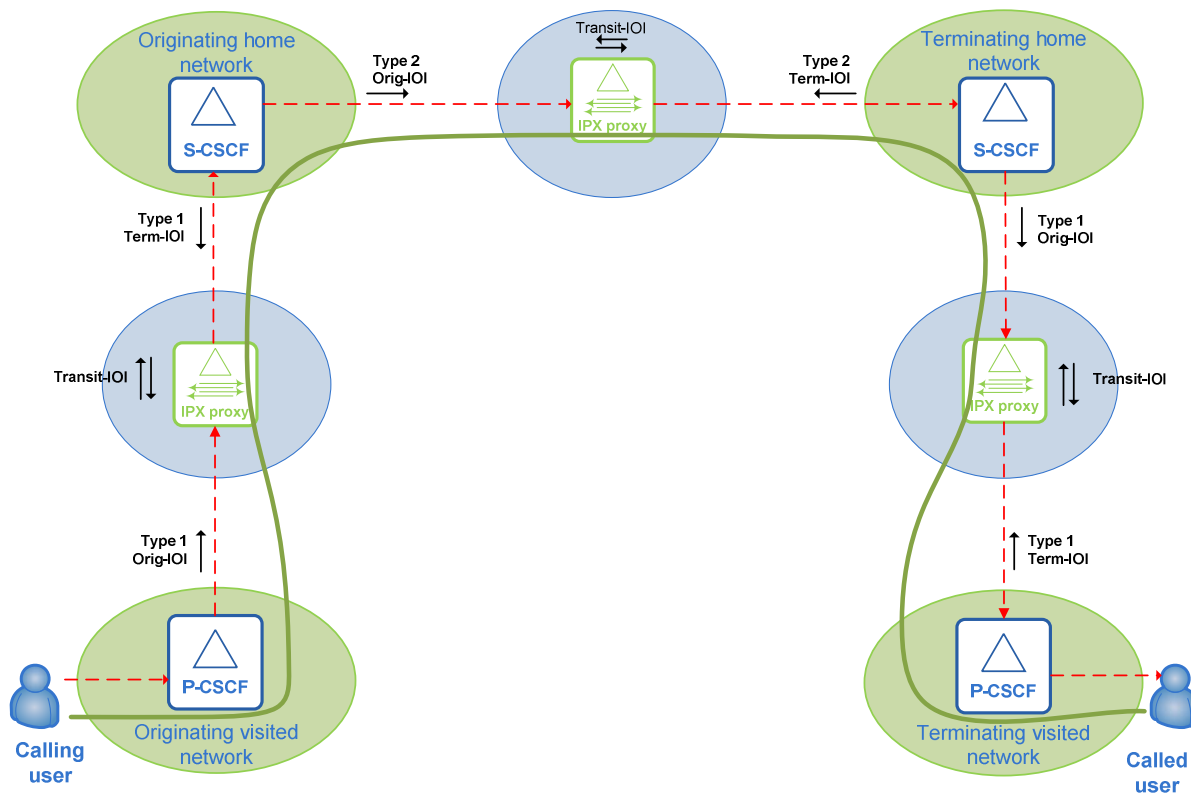 Originating home
network
S-CSCF
Type 2
Orig-IOI
Transit-IOI
IPX proxy
Type 2
Term-IOI
Terminating home
network
S-CSCF
Type 1
Term-IOI
Type 1
Orig-IOI
Transit-IOI
IPX proxy
IPX proxy
Transit-IOI
Type 1
Orig-IOI
Type 1
Term-IOI
P-CSCF
Originating visited
network
Calling
user
P-CSCF
Terminating visited
network
Called
user